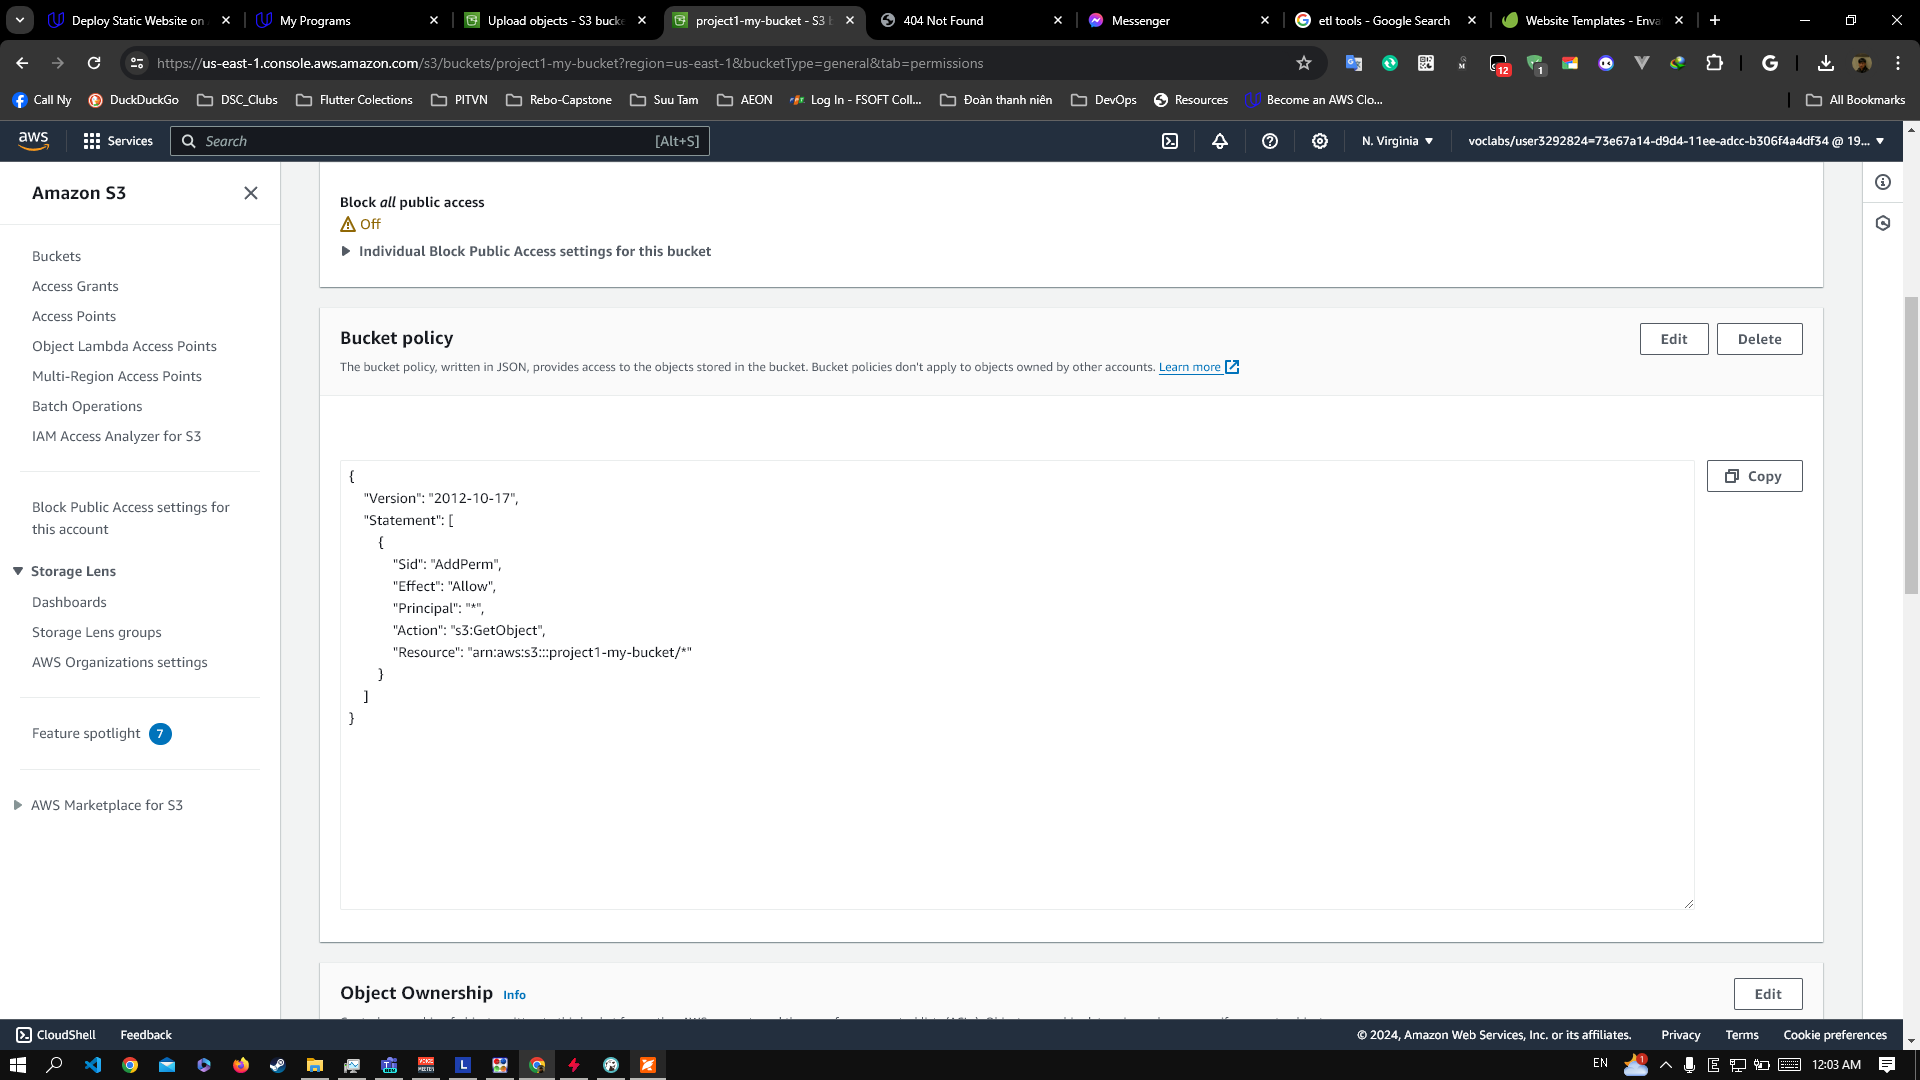 Deploy Static Website on
My Programs
Upload objects - S3 bucke
project1-my-bucket - S3 b
404 Not Found
Messenger
etl tools - Google Search
Website Templates - Enva
https://us-east-1.console.aws.amazon.com/s3/buckets/project1-my-bucket?region=us-east-1&bucketType=general&tab=permissions
12
1
Call Ny
DuckDuckGo
DSC_Clubs
Flutter Colections
PITVN
Rebo-Capstone
Suu Tam
AEON
Log In - FSOFT Coll...
Đoàn thanh niên
DevOps
Resources
Become an AWS Clo...
All Bookmarks
aws
Services
Search
[Alt+S]
N. Virginia
voclabs/user3292824=73e67a14-d9d4-11ee-adcc-b306f4a4df34 @ 19...
Amazon S3
Buckets
Access Grants
Access Points
Object Lambda Access Points
Multi-Region Access Points
Batch Operations
IAM Access Analyzer for S3
Block Public Access settings for
this account
Storage Lens
Dashboards
Storage Lens groups
AWS Organizations settings
Feature spotlight 7
AWS Marketplace for S3
Block all public access
Off
Individual Block Public Access settings for this bucket
Bucket policy
Edit
Delete
The bucket policy, written in JSON, provides access to the objects stored in the bucket. Bucket policies don't apply to objects owned by other accounts. Learn more
Copy
{
"Version": "2012-10-17",
"Statement": [
{
"Sid": "AddPerm",
"Effect": "Allow",
"Principal": "*",
"Action": "s3:GetObject",
"Resource": "arn:aws:s3:::project1-my-bucket/*"
}
]
}
Object Ownership Info
Edit
CloudShell
Feedback
© 2024, Amazon Web Services, Inc. or its affiliates.
Privacy
Terms
Cookie preferences
EN
1
12:03 AM